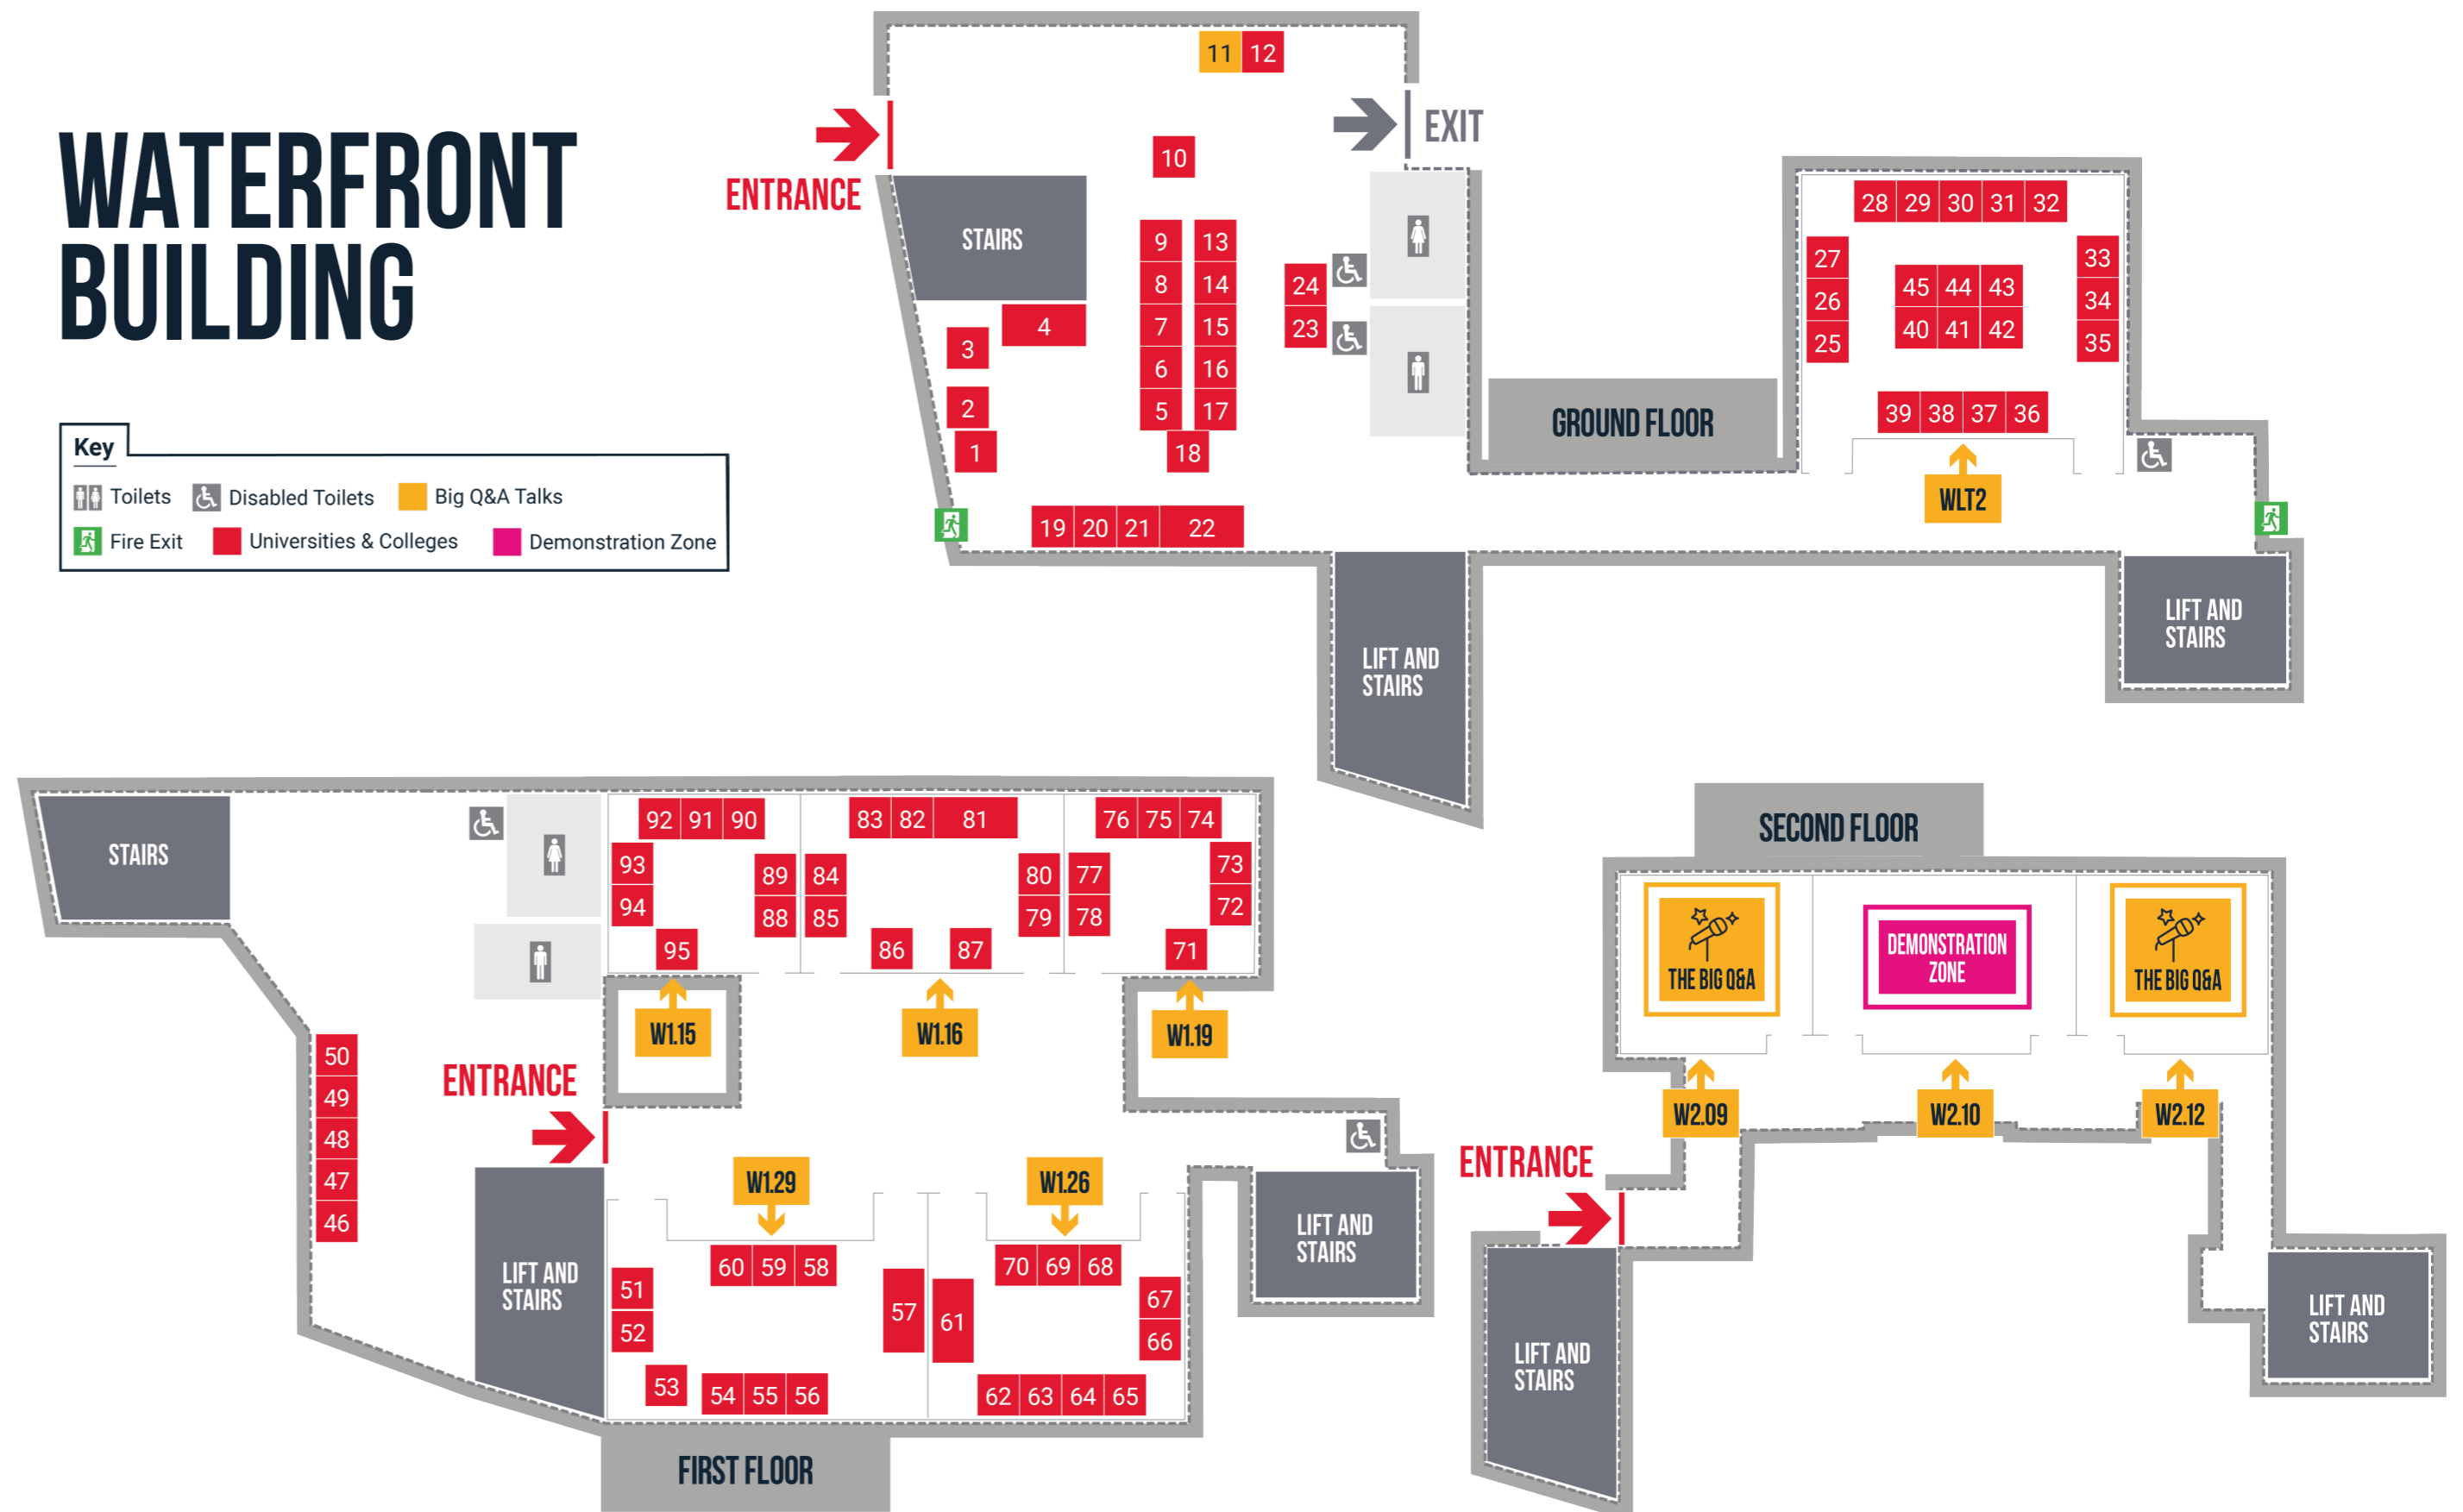 WATERFRONT
BUILDING
Key
Toilets
Disabled Toilets
Big Q&A Talks
Fire Exit
Universities & Colleges
Demonstration Zone
11 12
ENTRANCE
EXIT
10
STAIRS
9 13
8 14
7 15
6 16
5 17
18
24
23
4
3
2
1
19 20 21 22
GROUND FLOOR
28 29 30 31 32
27
26
25
33
34
35
45 44 43
40 41 42
39 38 37 36
WLT2
LIFT AND
STAIRS
LIFT AND
STAIRS
STAIRS
92 91 90
93
94
95
89
88
83 82 81
84
85
86 87
80
79
76 75 74
77
78
73
72
71
W1.15
W1.16
W1.19
50
49
48
47
46
ENTRANCE
W1.29
W1.26
LIFT AND
STAIRS
60 59 58
51
52
53
54 55 56
57
61
70 69 68
67
66
62 63 64 65
LIFT AND
STAIRS
FIRST FLOOR
SECOND FLOOR
THE BIG Q&A
DEMONSTRATION
ZONE
THE BIG Q&A
W2.09
W2.10
W2.12
ENTRANCE
LIFT AND
STAIRS
LIFT AND
STAIRS